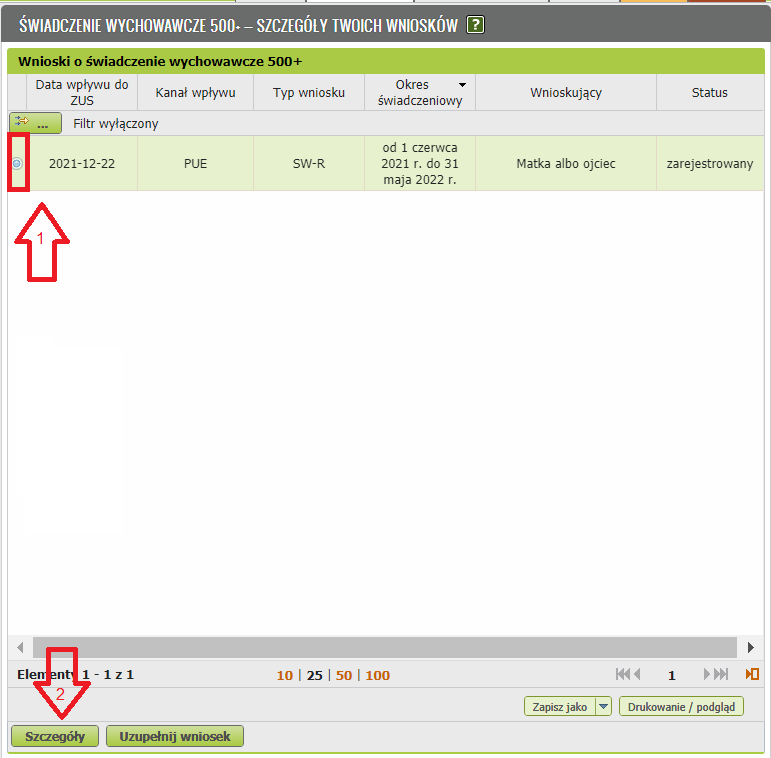 ŚWIADCZENIE WYCHOWAWCZE 500+ – SZCZEGÓŁY TWOICH WNIOSKÓW ?
Wnioski o świadczenie wychowawcze 500+
Data wpływu do ZUS Kanał wpływu Typ wniosku Okres świadczeniowy Wnioskujący Status
... Filtr wyłączony
2021-12-22 PUE SW-R od 1 czerwca 2021 r. do 31 maja 2022 r. Matka albo ojciec zarejestrowany
1
Elementy 1 - 1 z 1 10 | 25 | 50 | 100 1
2
Zapisz jako Drukowanie / podgląd
Szczegóły Uzupełnij wniosek